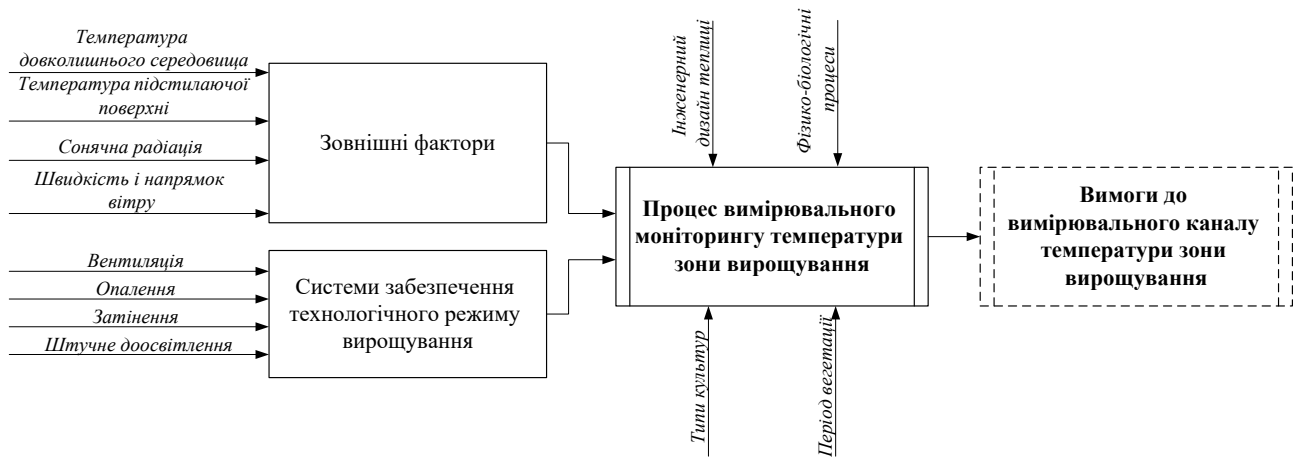 Температура
довколишнього середовища
Температура підстилаючої
поверхні
Сонячна радіація
Швидкість і напрямок
вітру
Зовнішні фактори
Вентиляція
Опалення
Затінення
Штучне доосвітлення
Системи забезпечення
технологічного режиму
вирощування
Інженерний
дизайн теплиці
Фізико-біологічні
процеси
Процес вимірювального
моніторингу температури
зони вирощування
Типи культур
Період вегетації
Вимоги до
вимірювального каналу
температури зони
вирощування